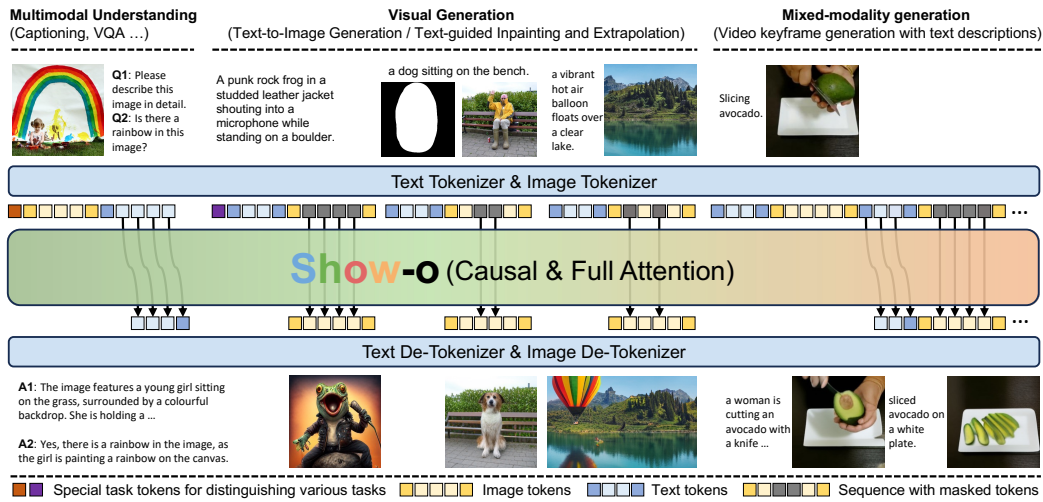 Multimodal Understanding
(Captioning, VQA ...)
Visual Generation
(Text-to-Image Generation / Text-guided Inpainting and Extrapolation)
Mixed-modality generation
(Video keyframe generation with text descriptions)
Q1: Please
describe this
image in detail.
Q2: Is there a
rainbow in this
image?
A punk rock frog in a
studded leather jacket
shouting into a
microphone while
standing on a boulder.
a dog sitting on the bench.
a vibrant
hot air
balloon
floats over
a clear
lake.
Slicing
avocado.
Text Tokenizer & Image Tokenizer
...
Show-o (Causal & Full Attention)
...
Text De-Tokenizer & Image De-Tokenizer
A1: The image features a young girl sitting
on the grass, surrounded by a colourful
backdrop. She is holding a ...
A2: Yes, there is a rainbow in the image, as
the girl is painting a rainbow on the canvas.
a woman is
cutting an
avocado with
a knife ...
sliced
avocado on
a white
plate.
Special task tokens for distinguishing various tasks
Image tokens
Text tokens
Sequence with masked tokens